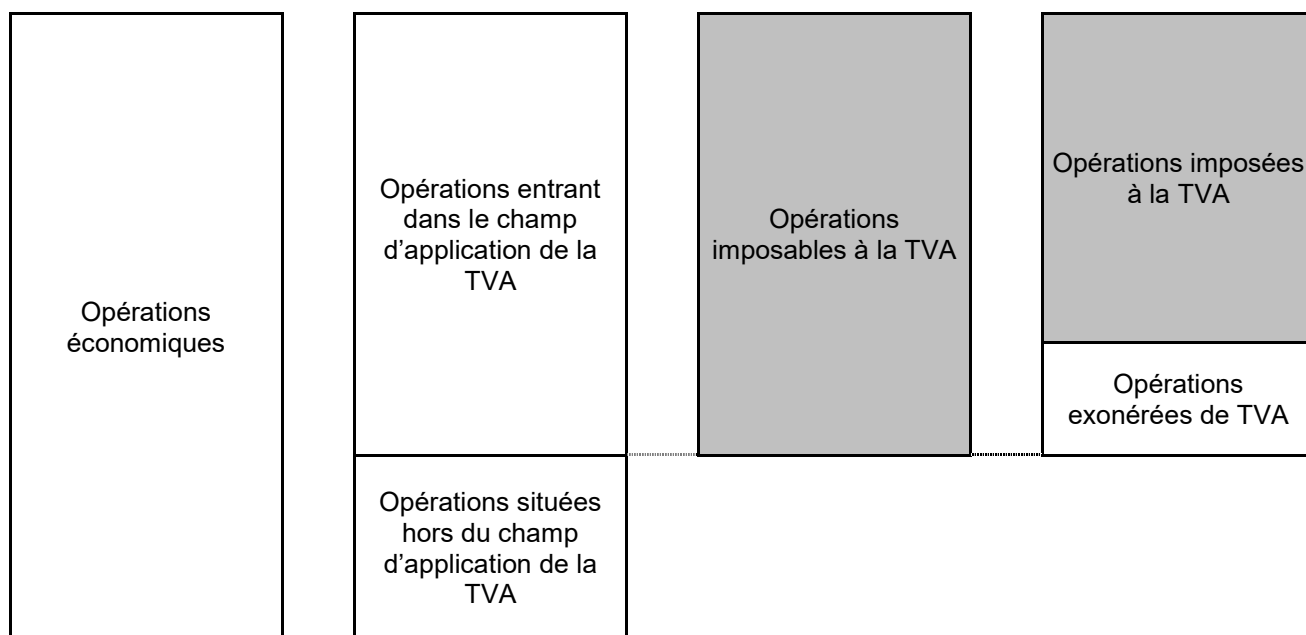 Opérations
économiques
Opérations entrant
dans le champ
d’application de la
TVA
Opérations situées
hors du champ
d’application de la
TVA
Opérations
imposables à la TVA
Opérations imposées
à la TVA
Opérations
exonérées de TVA